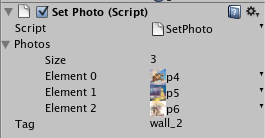 Set Photo (Script)
Script SetPhoto
Photos
Size 3
Element 0 p4
Element 1 p5
Element 2 p6
Tag wall_2